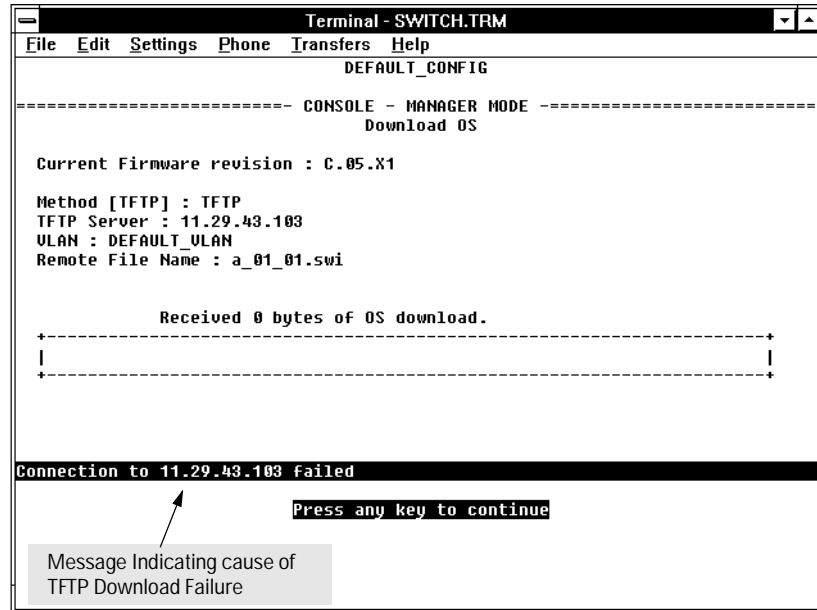 Terminal - SWITCH.TRM
File Edit Settings Phone Transfers Help
DEFAULT_CONFIG
==========================- CONSOLE - MANAGER MODE -==========================
Download OS
Current Firmware revision : C.05.X1
Method [TFTP] : TFTP
TFTP Server : 11.29.43.103
VLAN : DEFAULT_VLAN
Remote File Name : a_01_01.swi
Received 0 bytes of OS download.
+----------------------------------------------------------------------+
| |
+----------------------------------------------------------------------+
Connection to 11.29.43.103 failed
Press any key to continue
Message Indicating cause of
TFTP Download Failure